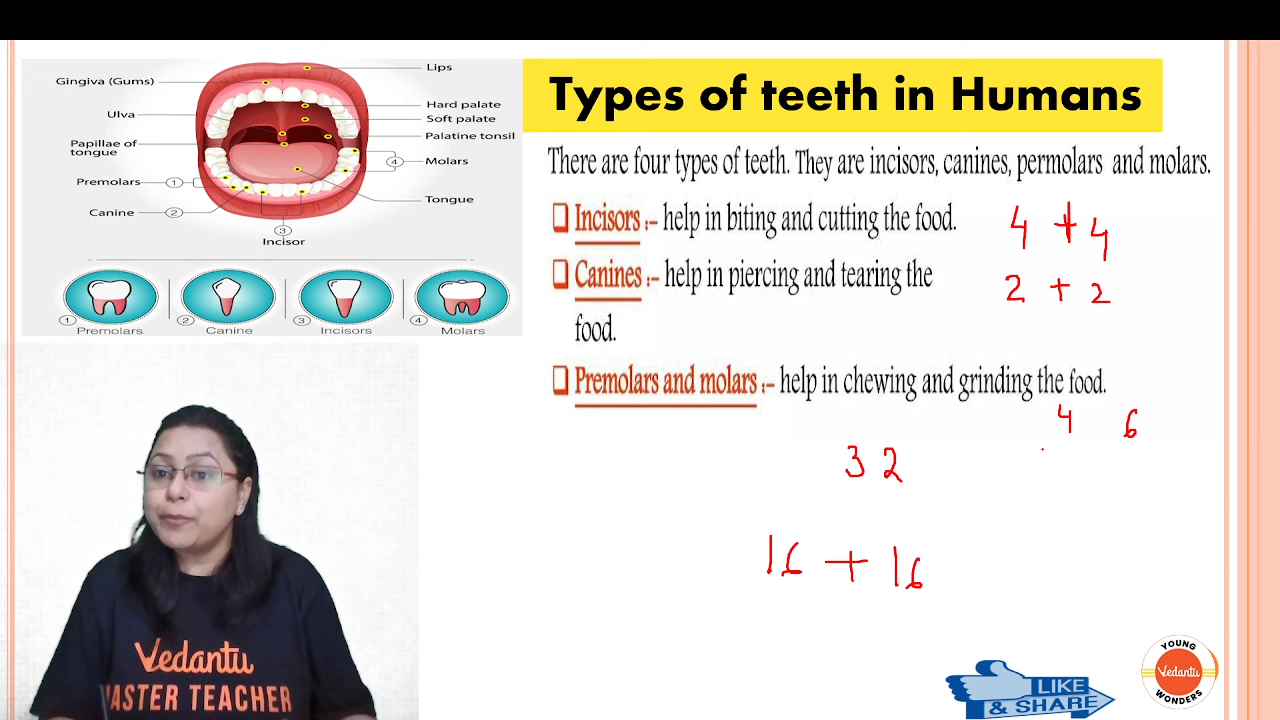 Types of teeth in Humans
There are four types of teeth. They are incisors, canines, permolars and molars.
❑ Incisors :– help in biting and cutting the food.
4 + 4
❑ Canines :– help in piercing and tearing the
food.
2 + 2
❑ Premolars and molars :– help in chewing and grinding the food.
4 6
32
16 + 16
Lips
Gingiva (Gums)
Hard palate
Ulva
Soft palate
Palatine tonsil
Papillae of
tongue
4
Molars
Premolars 1
Tongue
Canine 2
3
Incisor
1 Premolars
2 Canine
3 Incisors
4 Molars
Vedantu
MASTER TEACHER
LIKE
& SHARE
YOUNG
Vedantu
WONDERS